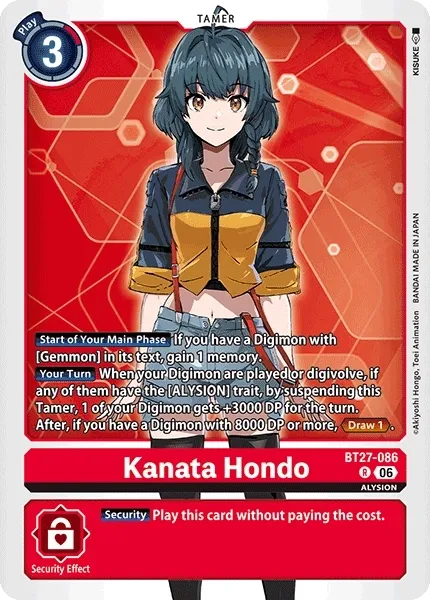 TAMER
Play
3
KISUKE
©Akiyoshi Hongo, Toei Animation BANDAI MADE IN JAPAN
Start of Your Main Phase If you have a Digimon with
[Gemmon] in its text, gain 1 memory.
Your Turn When your Digimon are played or digivolve, if
any of them have the [ALYSION] trait, by suspending this
Tamer, 1 of your Digimon gets +3000 DP for the turn.
After, if you have a Digimon with 8000 DP or more, Draw 1.
Kanata Hondo
BT27-086
R 06
ALYSION
Security Play this card without paying the cost.
Security Effect